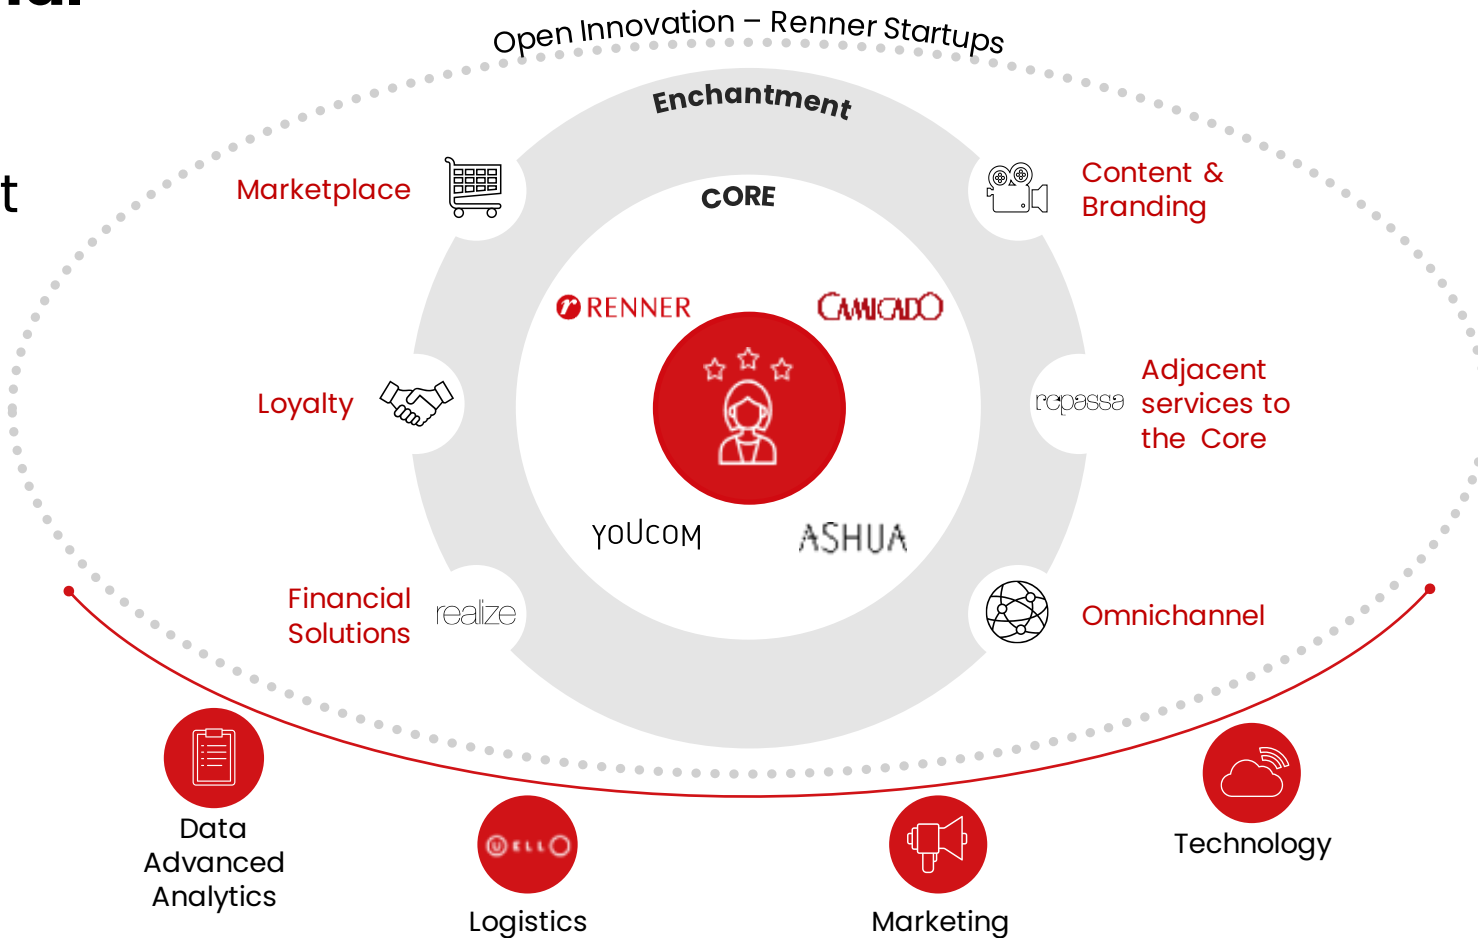 t
Open Innovation – Renner Startups
Enchantment
CORE
Marketplace
Content &
Branding
RENNER
CAMICADO
Loyalty
repassa
Adjacent
services to
the Core
YOUCOM
ASHUA
Financial
Solutions
realize
Omnichannel
Data
Advanced
Analytics
UELLO
Logistics
Marketing
Technology